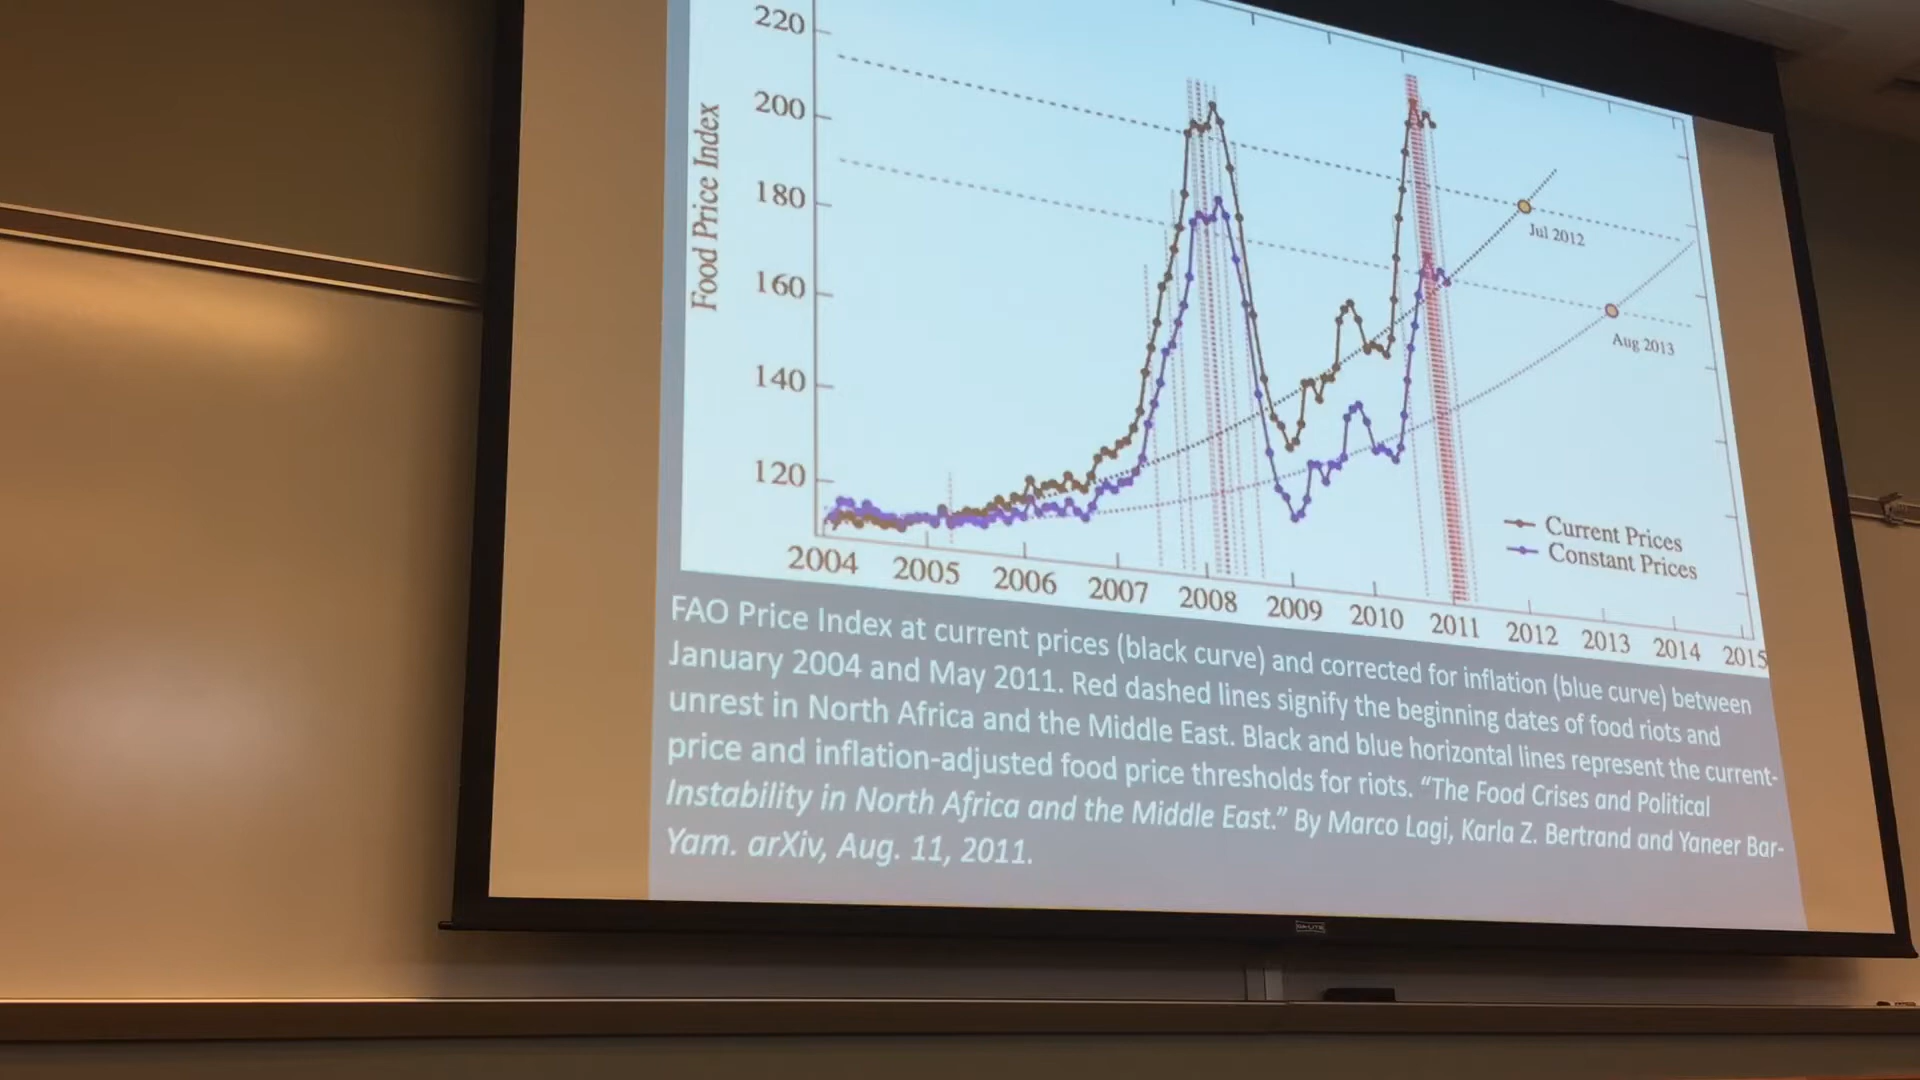 220
200
180
160
140
120
Food Price Index
Jul 2012
Aug 2013
Current Prices
Constant Prices
2004 2005 2006 2007 2008 2009 2010 2011 2012 2013 2014 2015
FAO Price Index at current prices (black curve) and corrected for inflation (blue curve) between
January 2004 and May 2011. Red dashed lines signify the beginning dates of food riots and
unrest in North Africa and the Middle East. Black and blue horizontal lines represent the current-
price and inflation-adjusted food price thresholds for riots. “The Food Crises and Political
Instability in North Africa and the Middle East.” By Marco Lagi, Karla Z. Bertrand and Yaneer Bar-
Yam. arXiv, Aug. 11, 2011.